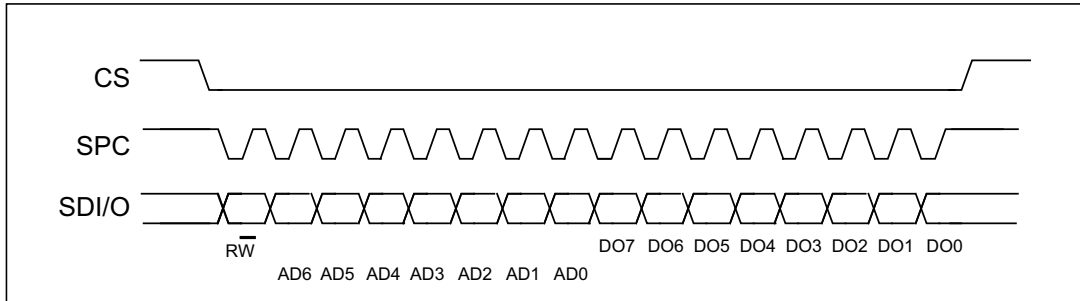 CS
SPC
SDI/O
RW DO7 DO6 DO5 DO4 DO3 DO2 DO1 DO0
AD6 AD5 AD4 AD3 AD2 AD1 AD0